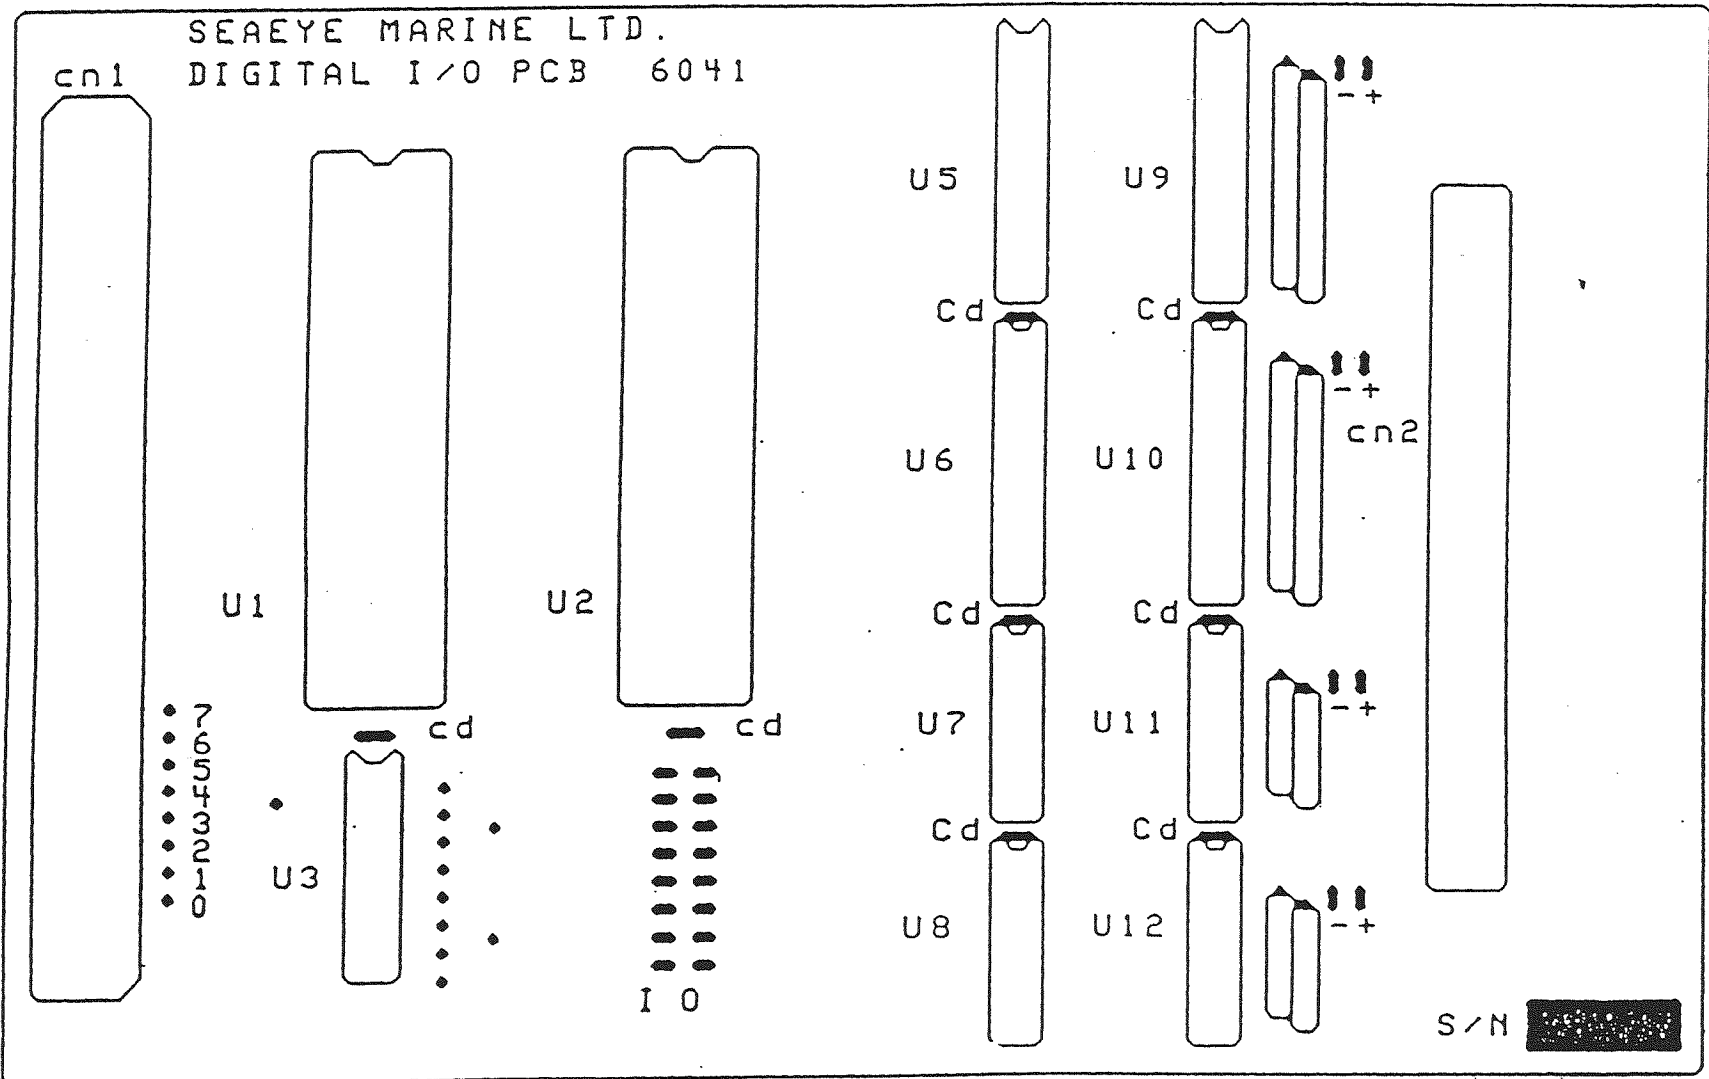 SEAEYE MARINE LTD.
DIGITAL I/O PCB 6041
cn1
- +
U5
U9
Cd
Cd
- +
cn2
U6
U10
U1
U2
Cd
Cd
- +
7
6
5
4
3
2
1
0
cd
cd
U7
U11
U3
Cd
Cd
- +
U8
U12
I O
S/N